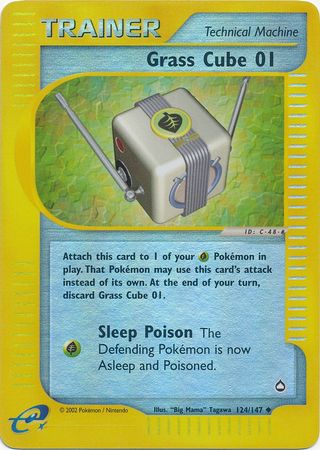 TRAINER
Technical Machine
Grass Cube 01
ID: C-48-#
Attach this card to 1 of your Pokémon in
play. That Pokémon may use this card's attack
instead of its own. At the end of your turn,
discard Grass Cube 01.
Sleep Poison The
Defending Pokémon is now
Asleep and Poisoned.
e
© 2002 Pokémon / Nintendo
Illus. "Big Mama" Tagawa
124/147 ◆